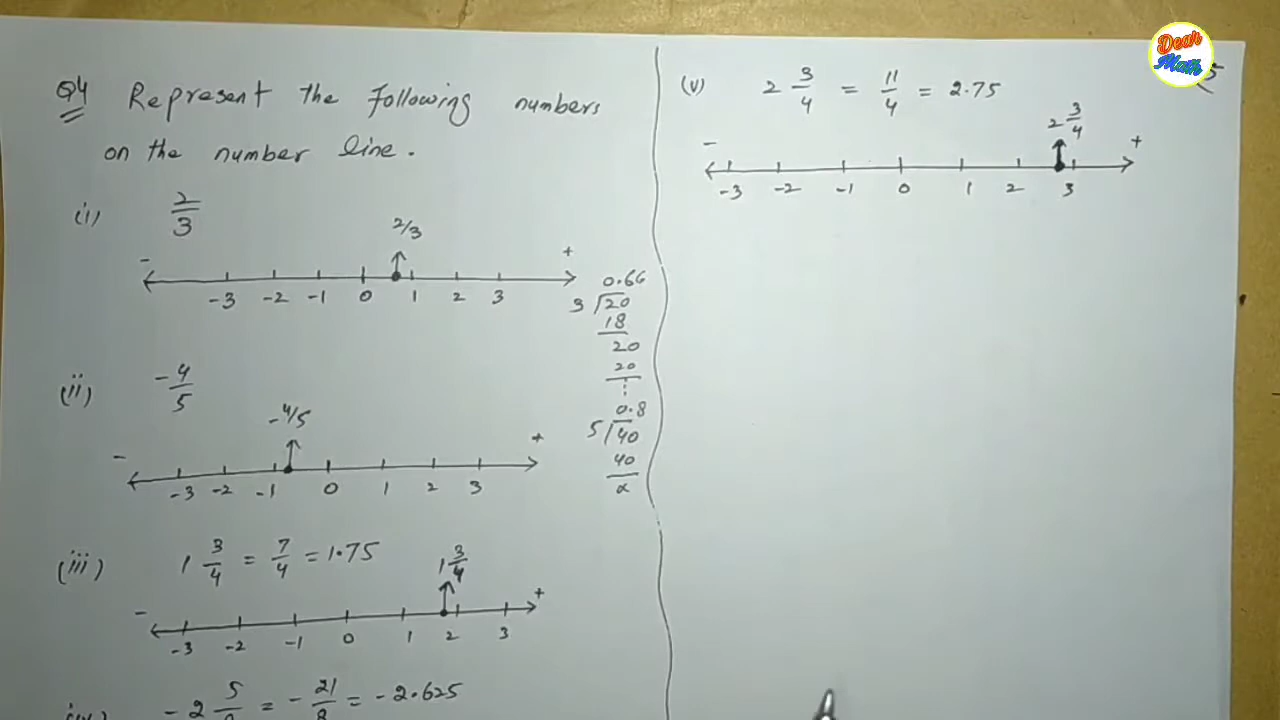 Q4 Represent the following numbers
on the number line.
(i) 2/3
2/3
- +
-3 -2 -1 0 1 2 3
0.66
3 √20
18
20
20
⋮
(ii) -4/5
-4/5
- +
-3 -2 -1 0 1 2 3
0.8
5 √40
40
x
(iii) 1 3/4 = 7/4 = 1.75
1 3/4
- +
-3 -2 -1 0 1 2 3
-2 5/8 = -21/8 = -2.625
(v) 2 3/4 = 11/4 = 2.75
2 3/4
- +
-3 -2 -1 0 1 2 3
Dear
Math